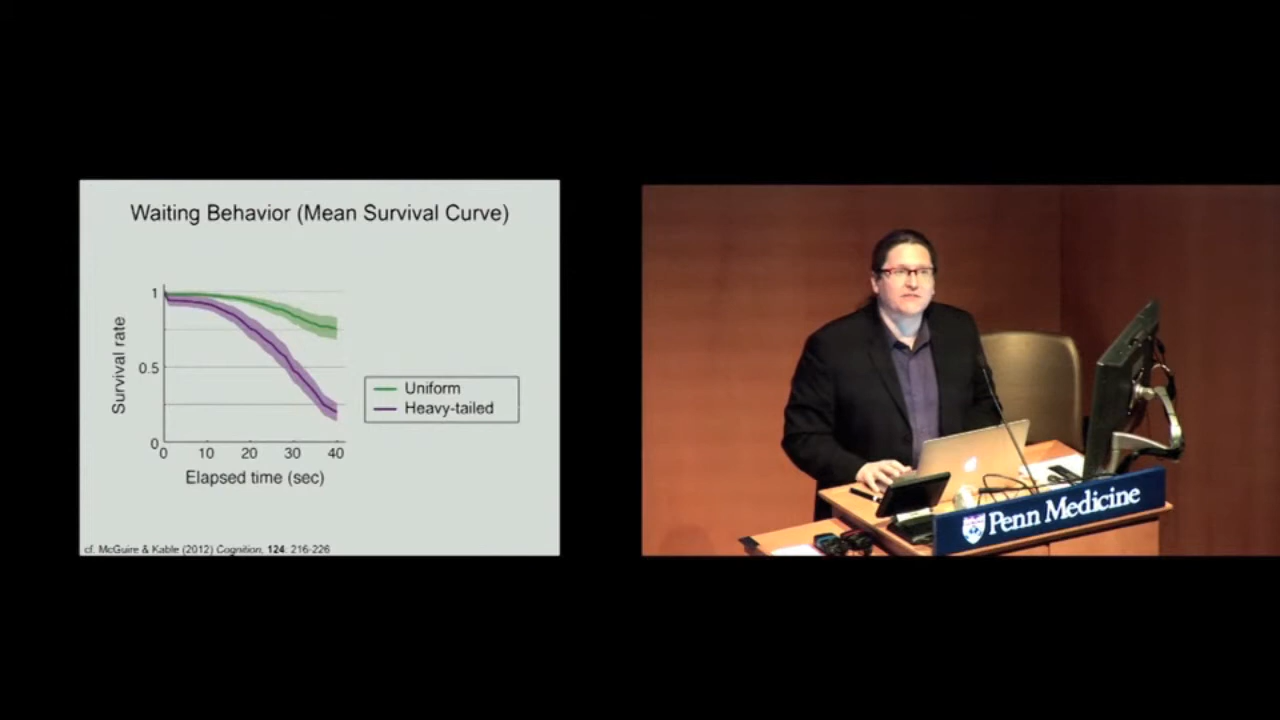 Waiting Behavior (Mean Survival Curve)
1
0.5
0
Survival rate
0 10 20 30 40
Elapsed time (sec)
Uniform
Heavy-tailed
cf. McGuire & Kable (2012) Cognition, 124: 216-226
Penn Medicine